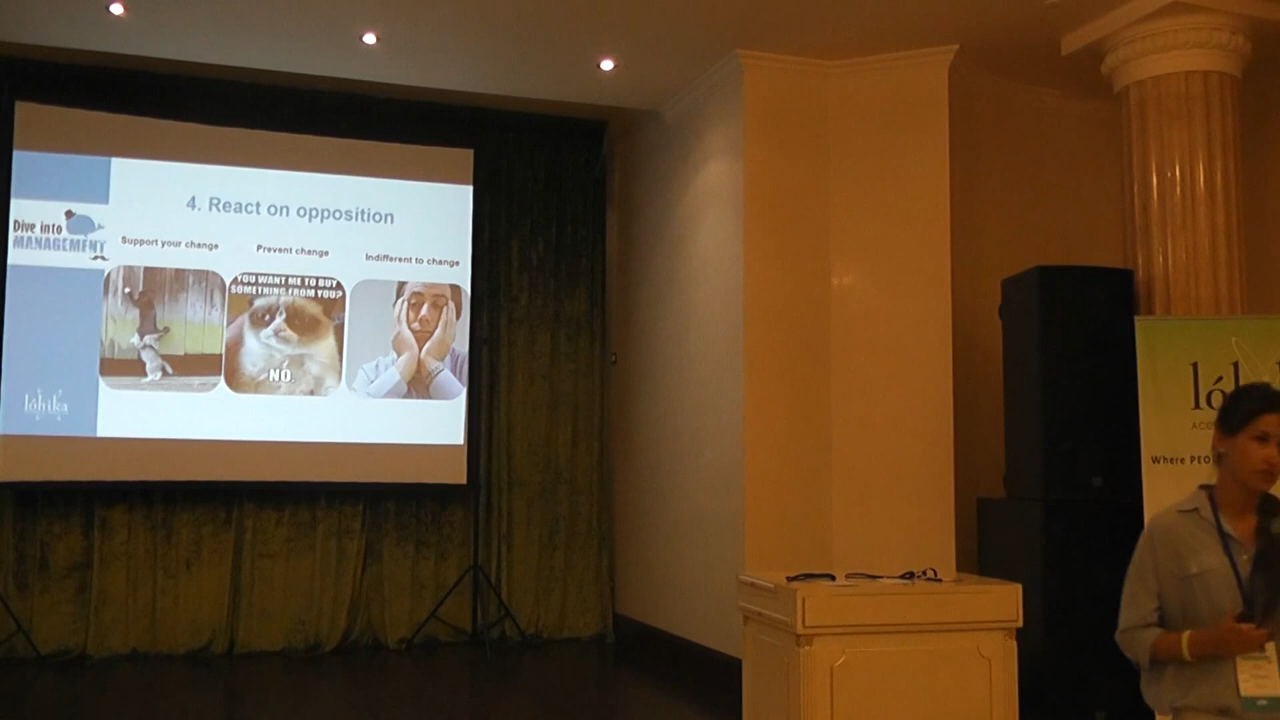 4. React on opposition
Dive into
MANAGEMENT
Support your change
Prevent change
Indifferent to change
YOU WANT ME TO BUY
SOMETHING FROM YOU?
NO.
lóhika
ló
Where